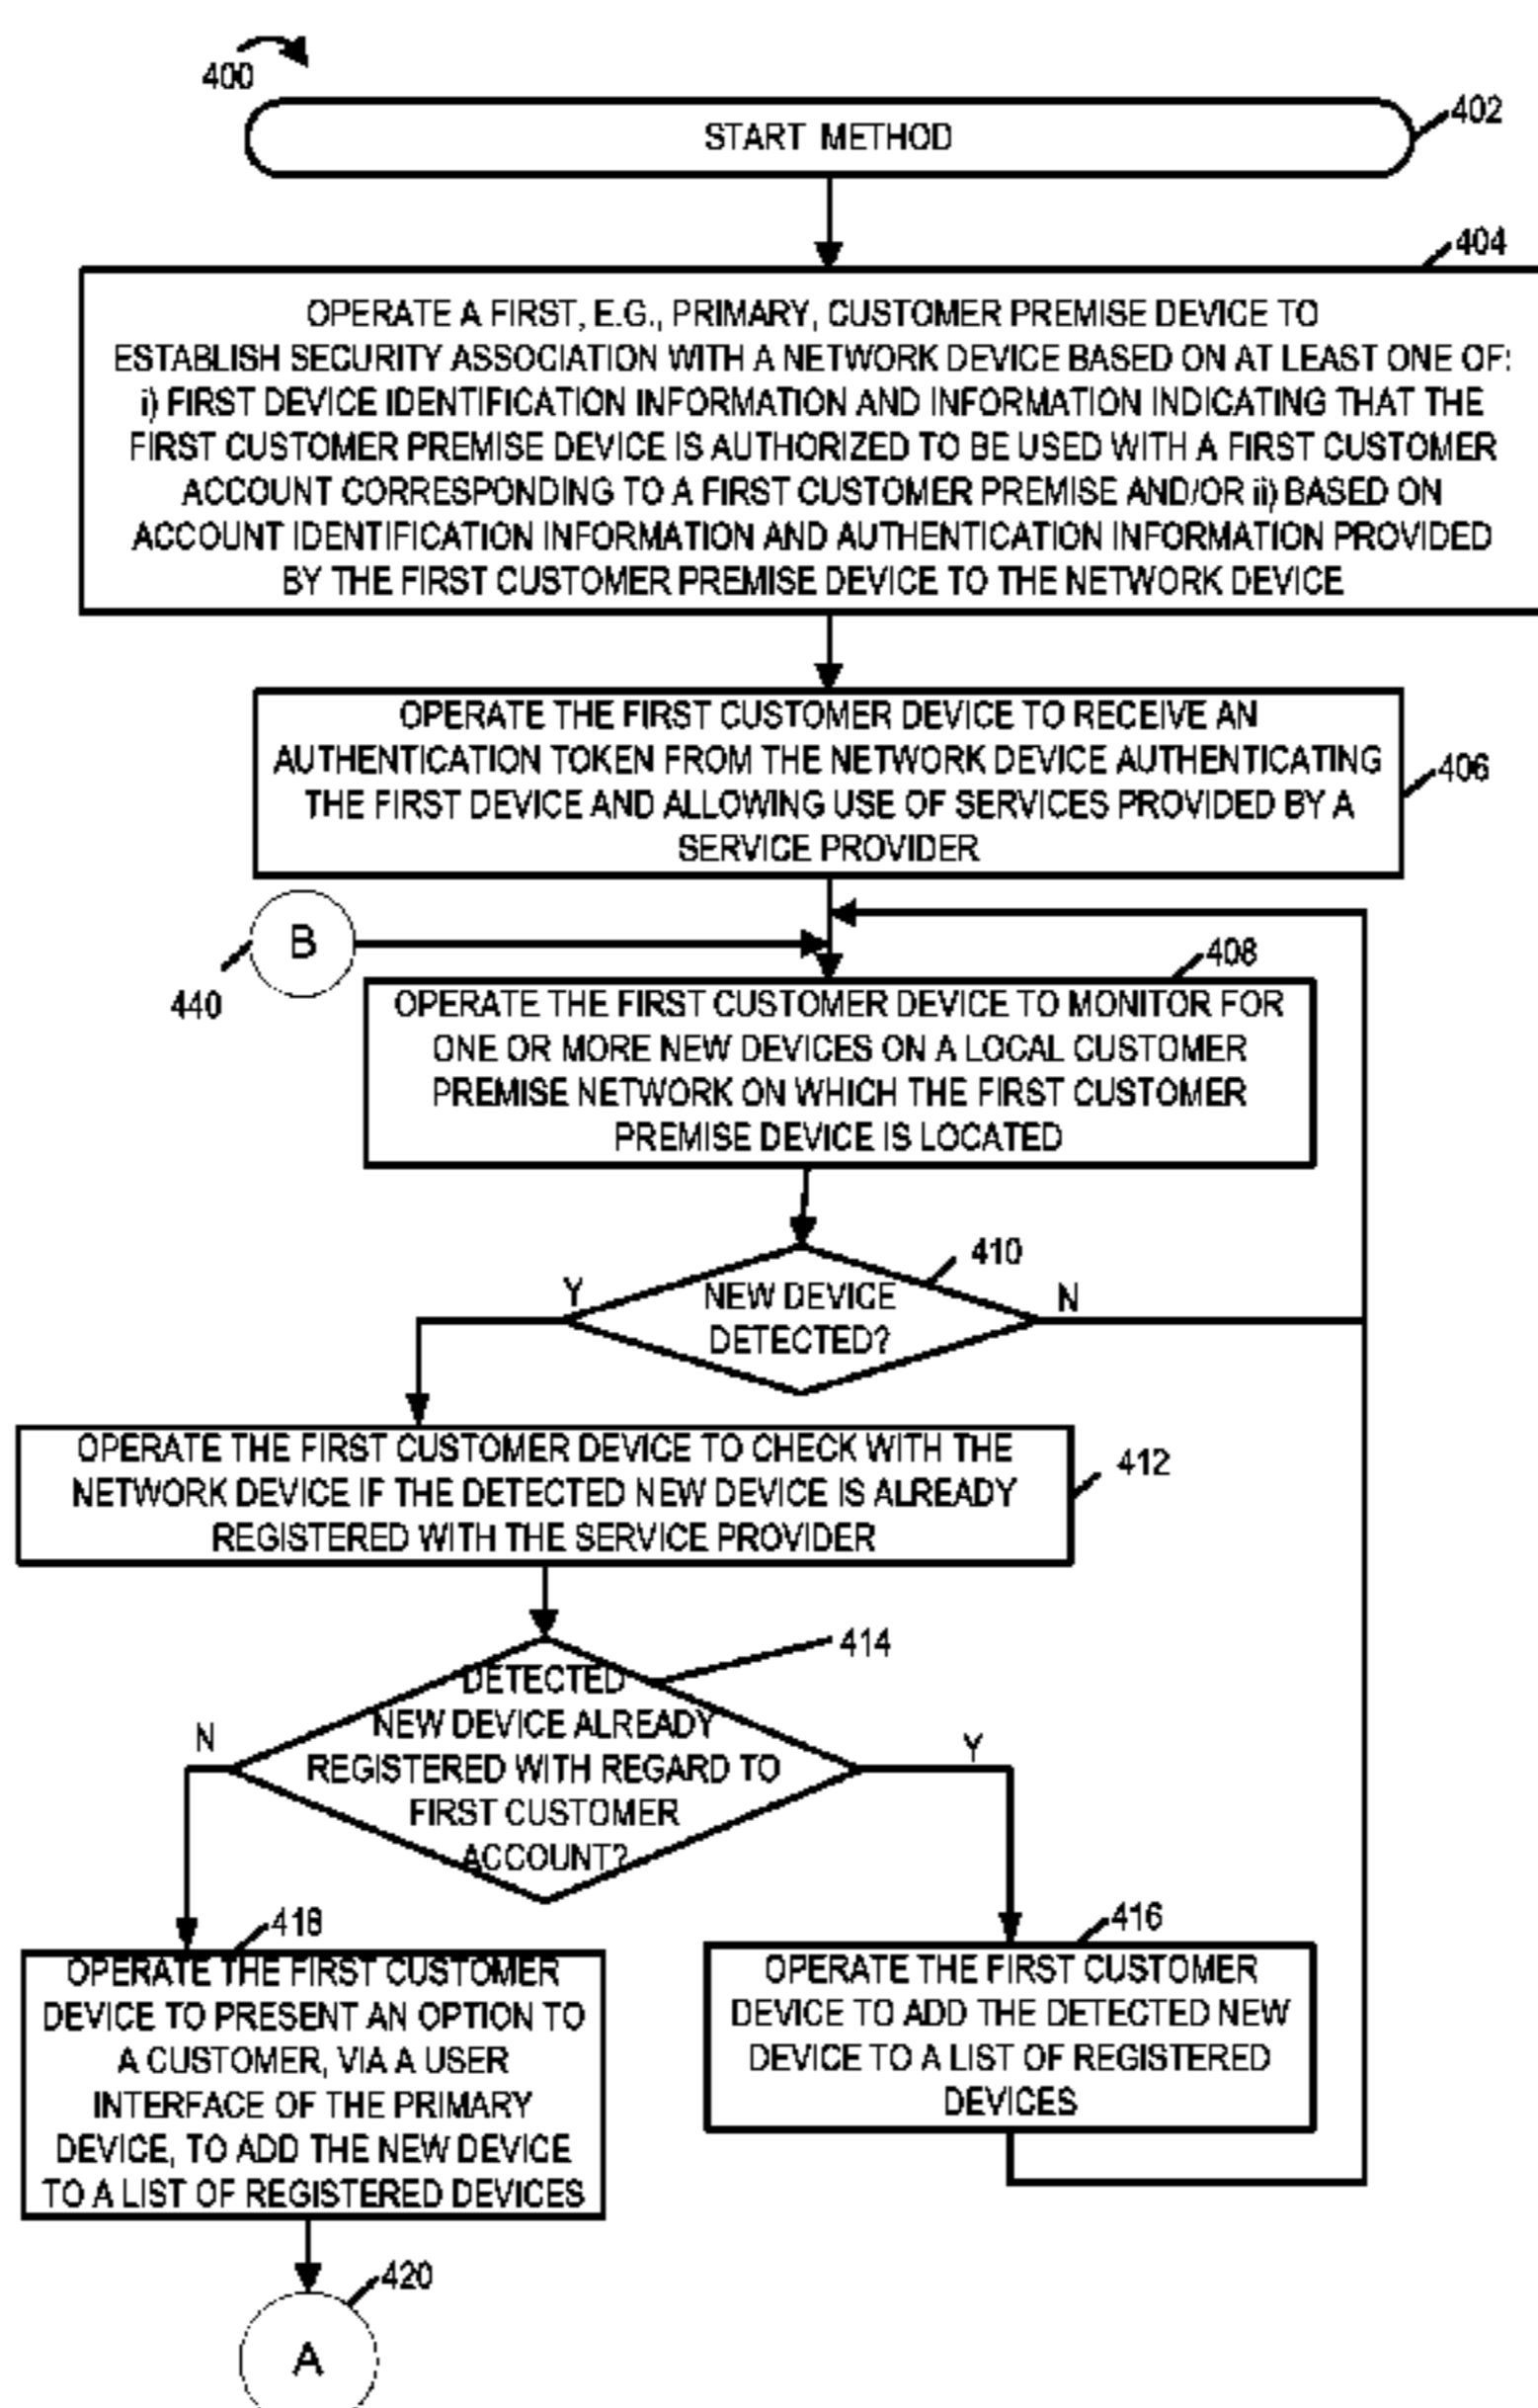 400
START METHOD
402
404
OPERATE A FIRST, E.G., PRIMARY, CUSTOMER PREMISE DEVICE TO
ESTABLISH SECURITY ASSOCIATION WITH A NETWORK DEVICE BASED ON AT LEAST ONE OF:
i) FIRST DEVICE IDENTIFICATION INFORMATION AND INFORMATION INDICATING THAT THE
FIRST CUSTOMER PREMISE DEVICE IS AUTHORIZED TO BE USED WITH A FIRST CUSTOMER
ACCOUNT CORRESPONDING TO A FIRST CUSTOMER PREMISE AND/OR ii) BASED ON
ACCOUNT IDENTIFICATION INFORMATION AND AUTHENTICATION INFORMATION PROVIDED
BY THE FIRST CUSTOMER PREMISE DEVICE TO THE NETWORK DEVICE
OPERATE THE FIRST CUSTOMER DEVICE TO RECEIVE AN
AUTHENTICATION TOKEN FROM THE NETWORK DEVICE AUTHENTICATING
THE FIRST DEVICE AND ALLOWING USE OF SERVICES PROVIDED BY A
SERVICE PROVIDER
406
B
440
408
OPERATE THE FIRST CUSTOMER DEVICE TO MONITOR FOR
ONE OR MORE NEW DEVICES ON A LOCAL CUSTOMER
PREMISE NETWORK ON WHICH THE FIRST CUSTOMER
PREMISE DEVICE IS LOCATED
410
Y
NEW DEVICE
DETECTED?
N
OPERATE THE FIRST CUSTOMER DEVICE TO CHECK WITH THE
NETWORK DEVICE IF THE DETECTED NEW DEVICE IS ALREADY
REGISTERED WITH THE SERVICE PROVIDER
412
414
DETECTED
NEW DEVICE ALREADY
REGISTERED WITH REGARD TO
FIRST CUSTOMER
ACCOUNT?
N
Y
418
OPERATE THE FIRST CUSTOMER
DEVICE TO PRESENT AN OPTION TO
A CUSTOMER, VIA A USER
INTERFACE OF THE PRIMARY
DEVICE, TO ADD THE NEW DEVICE
TO A LIST OF REGISTERED DEVICES
416
OPERATE THE FIRST CUSTOMER
DEVICE TO ADD THE DETECTED NEW
DEVICE TO A LIST OF REGISTERED
DEVICES
420
A